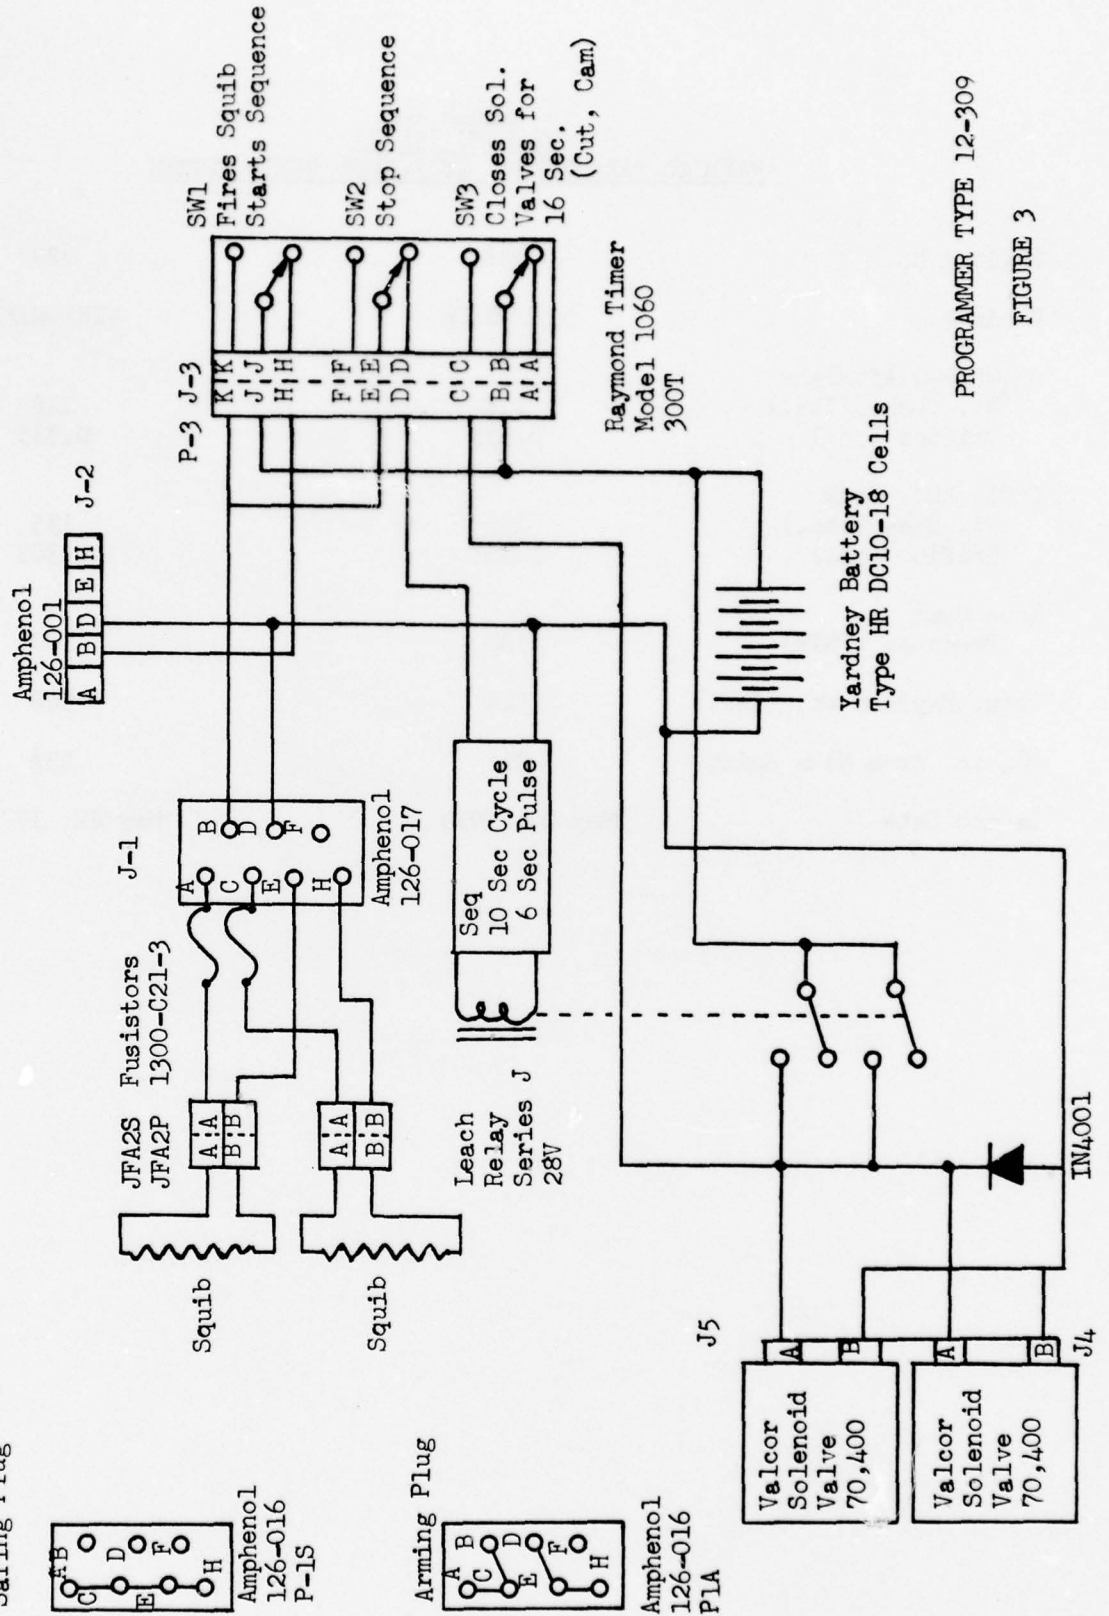 Safing Plug
A B
C D
E F
H
Amphenol
126-016
P-1S
Arming Plug
A B
C D
E F
H
Amphenol
126-016
P1A
Squib
Squib
JFA2S
JFA2P
A A
B B
A A
B B
Fusistors
1300-C21-3
J-1
A B
C D
E F
H
Amphenol
126-017
Amphenol
126-001
A B D E H
J-2
P-3 J-3
K K
J J
H H
F F
E E
D D
C C
B B
A A
SW1
Fires Squib
Starts Sequence
SW2
Stop Sequence
SW3
Closes Sol.
Valves for
16 Sec.
(Cut, Cam)
Raymond Timer
Model 1060
300T
Leach
Relay
Series J
28V
Seq
10 Sec Cycle
6 Sec Pulse
Yardney Battery
Type HR DC10-18 Cells
J5
Valcor
Solenoid
Valve
70,400
A
B
Valcor
Solenoid
Valve
70,400
A
B
J4
IN4001
PROGRAMMER TYPE 12-309
FIGURE 3